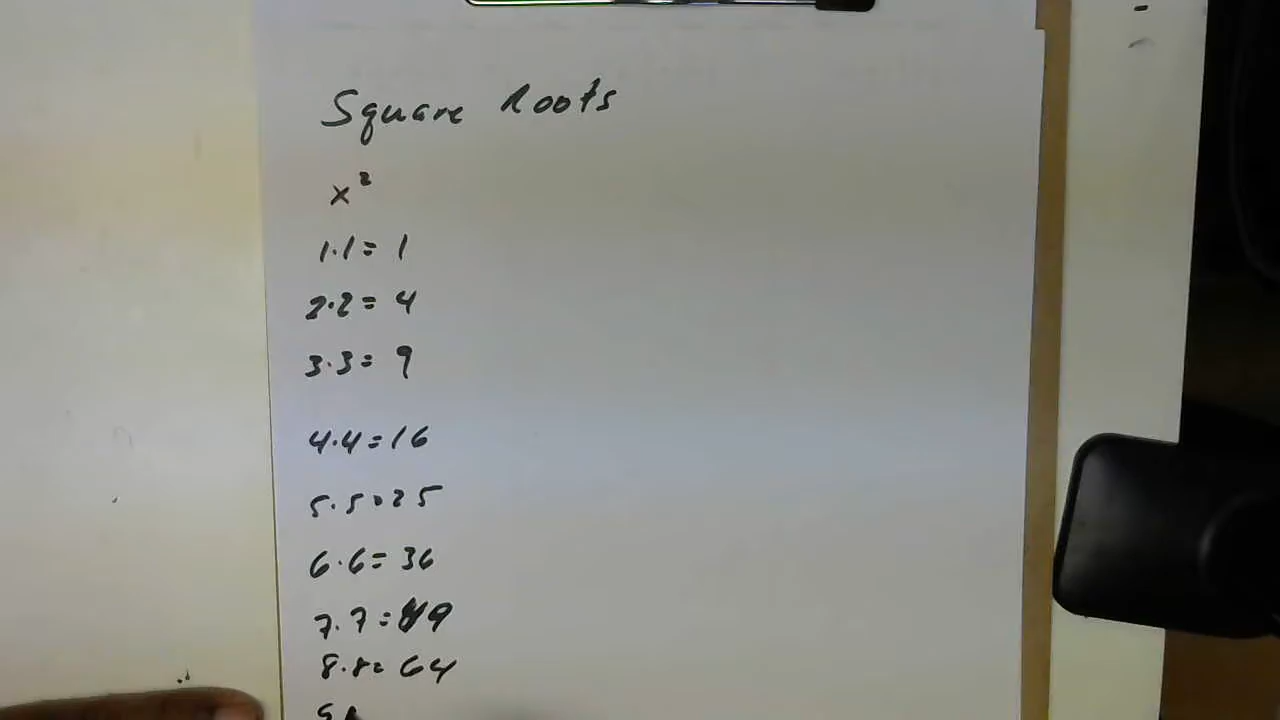 Square Roots
x²
1·1 = 1
2·2 = 4
3·3 = 9
4·4 = 16
5·5 = 25
6·6 = 36
7·7 = 49
8·8 = 64